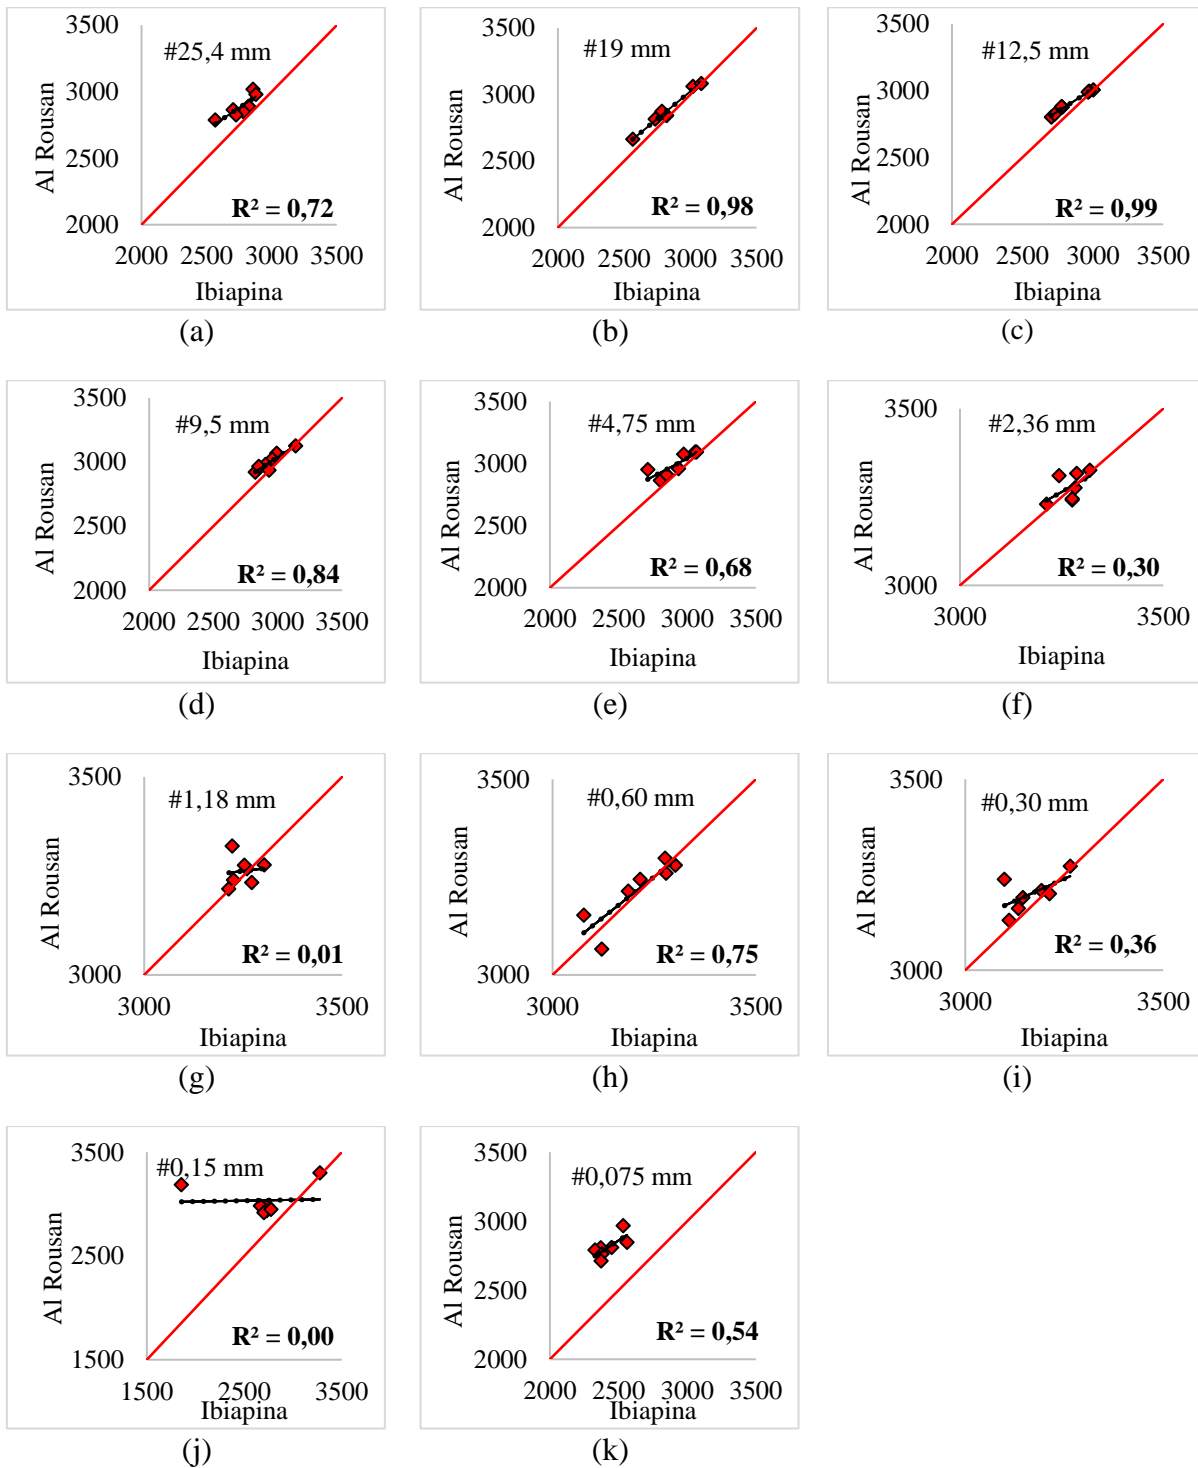 #25,4 mm
3500
3000
2500
2000
Al Rousan
R² = 0,72
2000 2500 3000 3500
Ibiapina
(a)
#19 mm
3500
3000
2500
2000
Al Rousan
R² = 0,98
2000 2500 3000 3500
Ibiapina
(b)
#12,5 mm
3500
3000
2500
2000
Al Rousan
R² = 0,99
2000 2500 3000 3500
Ibiapina
(c)
#9,5 mm
3500
3000
2500
2000
Al Rousan
R² = 0,84
2000 2500 3000 3500
Ibiapina
(d)
#4,75 mm
3500
3000
2500
2000
Al Rousan
R² = 0,68
2000 2500 3000 3500
Ibiapina
(e)
#2,36 mm
3500
3000
Al Rousan
R² = 0,30
3000 3500
Ibiapina
(f)
#1,18 mm
3500
3000
Al Rousan
R² = 0,01
3000 3500
Ibiapina
(g)
#0,60 mm
3500
3000
Al Rousan
R² = 0,75
3000 3500
Ibiapina
(h)
#0,30 mm
3500
3000
Al Rousan
R² = 0,36
3000 3500
Ibiapina
(i)
#0,15 mm
3500
2500
1500
Al Rousan
R² = 0,00
1500 2500 3500
Ibiapina
(j)
#0,075 mm
3500
3000
2500
2000
Al Rousan
R² = 0,54
2000 2500 3000 3500
Ibiapina
(k)